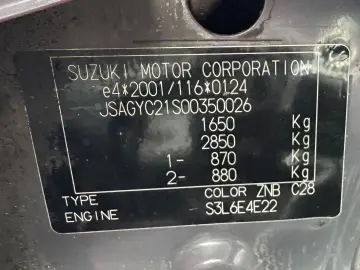 SUZUKI MOTOR CORPORATION
e4*2001/116*0124
JSAGYC21S00350026
1650 Kg
2850 Kg
1- 870 Kg
2- 880 Kg
TYPE COLOR ZNB C28
ENGINE S3L6E4E22